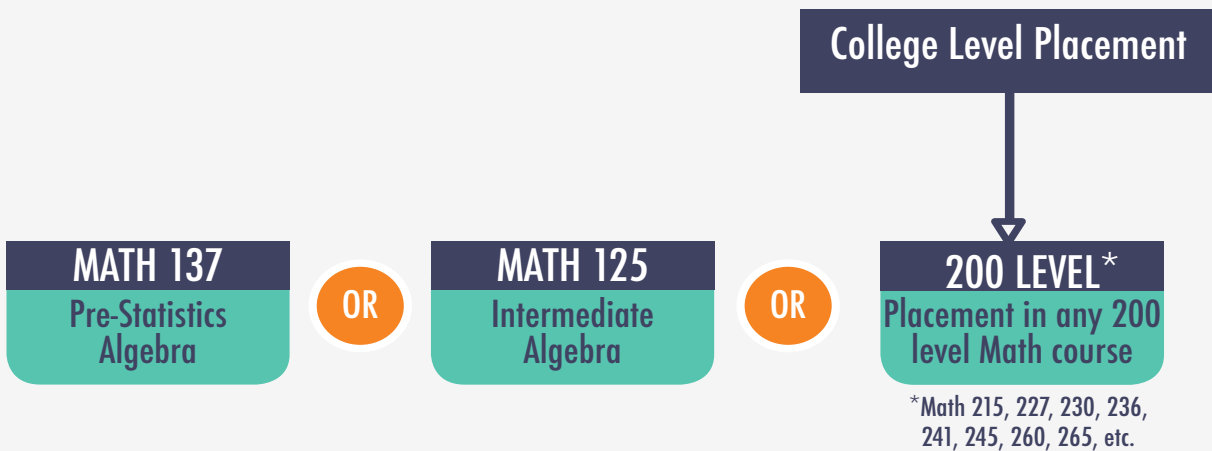 College Level Placement
MATH 137
Pre-Statistics
Algebra
OR
MATH 125
Intermediate
Algebra
OR
200 LEVEL*
Placement in any 200
level Math course
*Math 215, 227, 230, 236,
241, 245, 260, 265, etc.